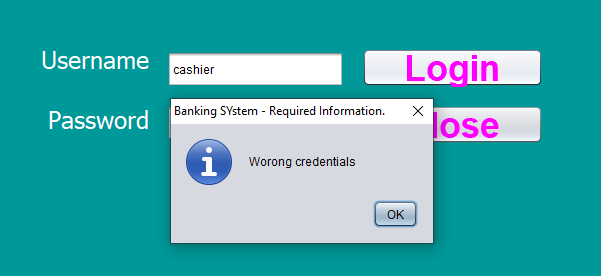 Username
cashier
Login
Password
Banking SYstem - Required Information.
lose
Worong credentials
OK